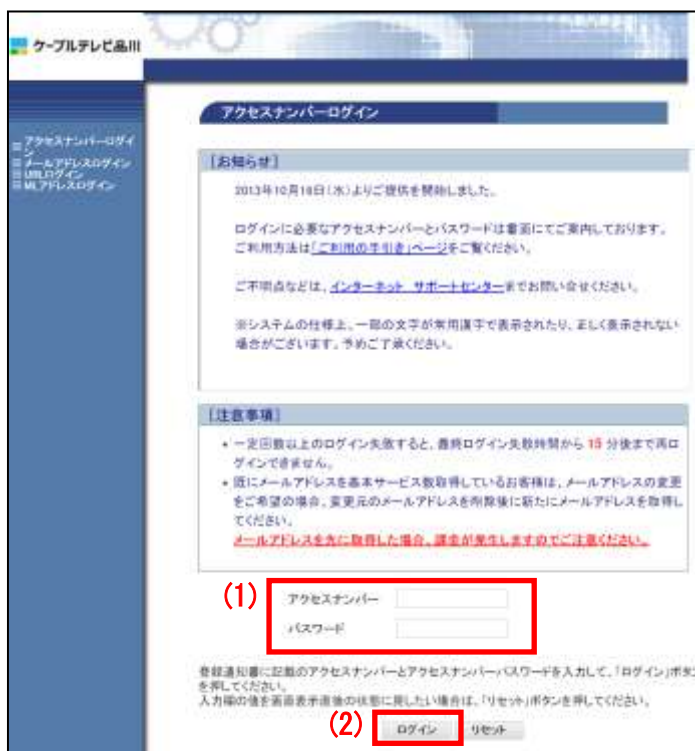 ケーブルテレビ品川
アクセスナンバーログイン
アクセスナンバーログイ
ン
メールアドレスログイン
URLログイン
MLアドレスログイン
[お知らせ]
2013年10月16日(水)よりご提供を開始しました。
ログインに必要なアクセスナンバーとパスワードは書面にてご案内しております。
ご利用方法は「ご利用の手引き」ページをご覧ください。
ご不明点などは、インターネット サポートセンターまでお問い合せください。
※システムの仕様上、一部の文字が常用漢字で表示されたり、正しく表示されない
場合がございます。予めご了承ください。
[注意事項]
• 一定回数以上のログイン失敗すると、最終ログイン失敗時間から 15 分後まで再ロ
グインできません。
• 既にメールアドレスを基本サービス数取得しているお客様は、メールアドレスの変更
をご希望の場合、変更元のメールアドレスを削除後に新たにメールアドレスを取得し
てください。
メールアドレスを先に取得した場合、課金が発生しますのでご注意ください。
(1)
アクセスナンバー
パスワード
登録通知書に記載のアクセスナンバーとアクセスナンバーパスワードを入力して、「ログイン」ボタン
を押してください。
入力欄の値を画面表示直後の状態に戻したい場合は、「リセット」ボタンを押してください。
(2)
ログイン リセット